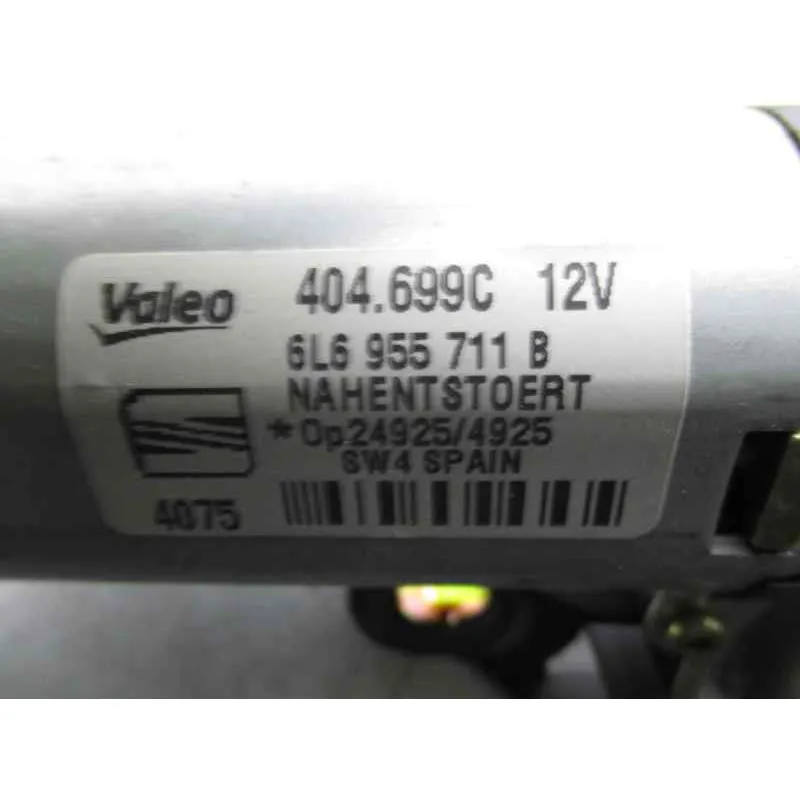 Valeo 404.699C 12V
6L6 955 711 B
NAHENTSTOERT
*Op24925/4925
SW4 SPAIN
4075